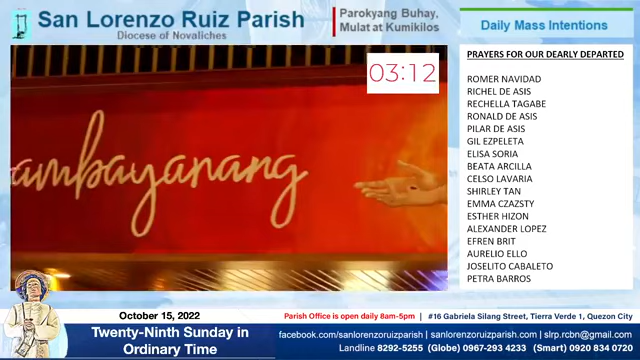 San Lorenzo Ruiz Parish
Diocese of Novaliches
Parokyang Buhay,
Mulat at Kumikilos
Daily Mass Intentions
03:12
ambayanang
PRAYERS FOR OUR DEARLY DEPARTED
ROMER NAVIDAD
RICHEL DE ASIS
RECHELLA TAGABE
RONALD DE ASIS
PILAR DE ASIS
GIL EZPELETA
ELISA SORIA
BEATA ARCILLA
CELSO LAVARIA
SHIRLEY TAN
EMMA CZAZSTY
ESTHER HIZON
ALEXANDER LOPEZ
EFREN BRIT
AURELIO ELLO
JOSELITO CABALETO
PETRA BARROS
October 15, 2022
Twenty-Ninth Sunday in
Ordinary Time
Parish Office is open daily 8am-5pm | #16 Gabriela Silang Street, Tierra Verde 1, Quezon City
facebook.com/sanlorenzoruizparish | sanlorenzoruizparish.com | slrp.rcbn@gmail.com
Landline 8292-5255 (Globe) 0967-293 4233 (Smart) 0920 834 0720